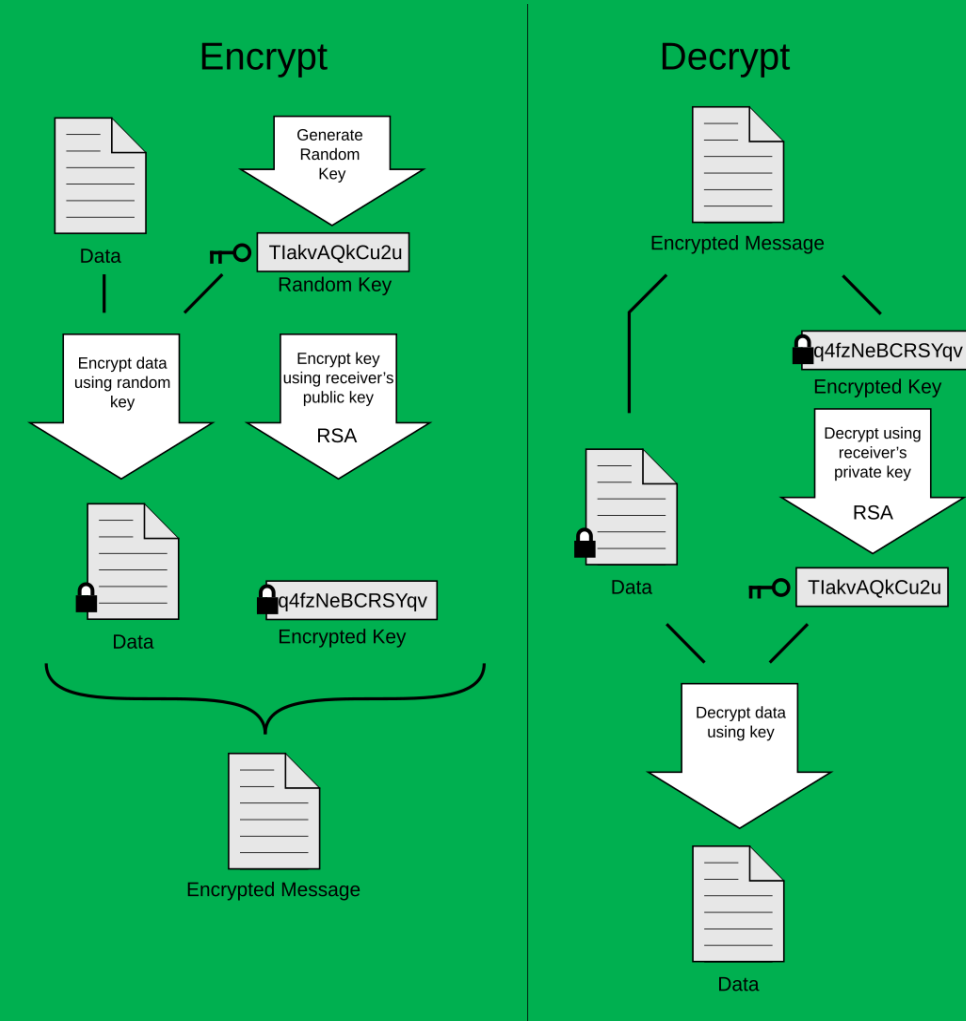 Encrypt
Generate
Random
Key
Data
TIakvAQkCu2u
Random Key
Encrypt data
using random
key
Encrypt key
using receiver's
public key
RSA
q4fzNeBCRSYqv
Data
Encrypted Key
Encrypted Message
Decrypt
Encrypted Message
q4fzNeBCRSYqv
Encrypted Key
Decrypt using
receiver's
private key
RSA
Data
TIakvAQkCu2u
Decrypt data
using key
Data